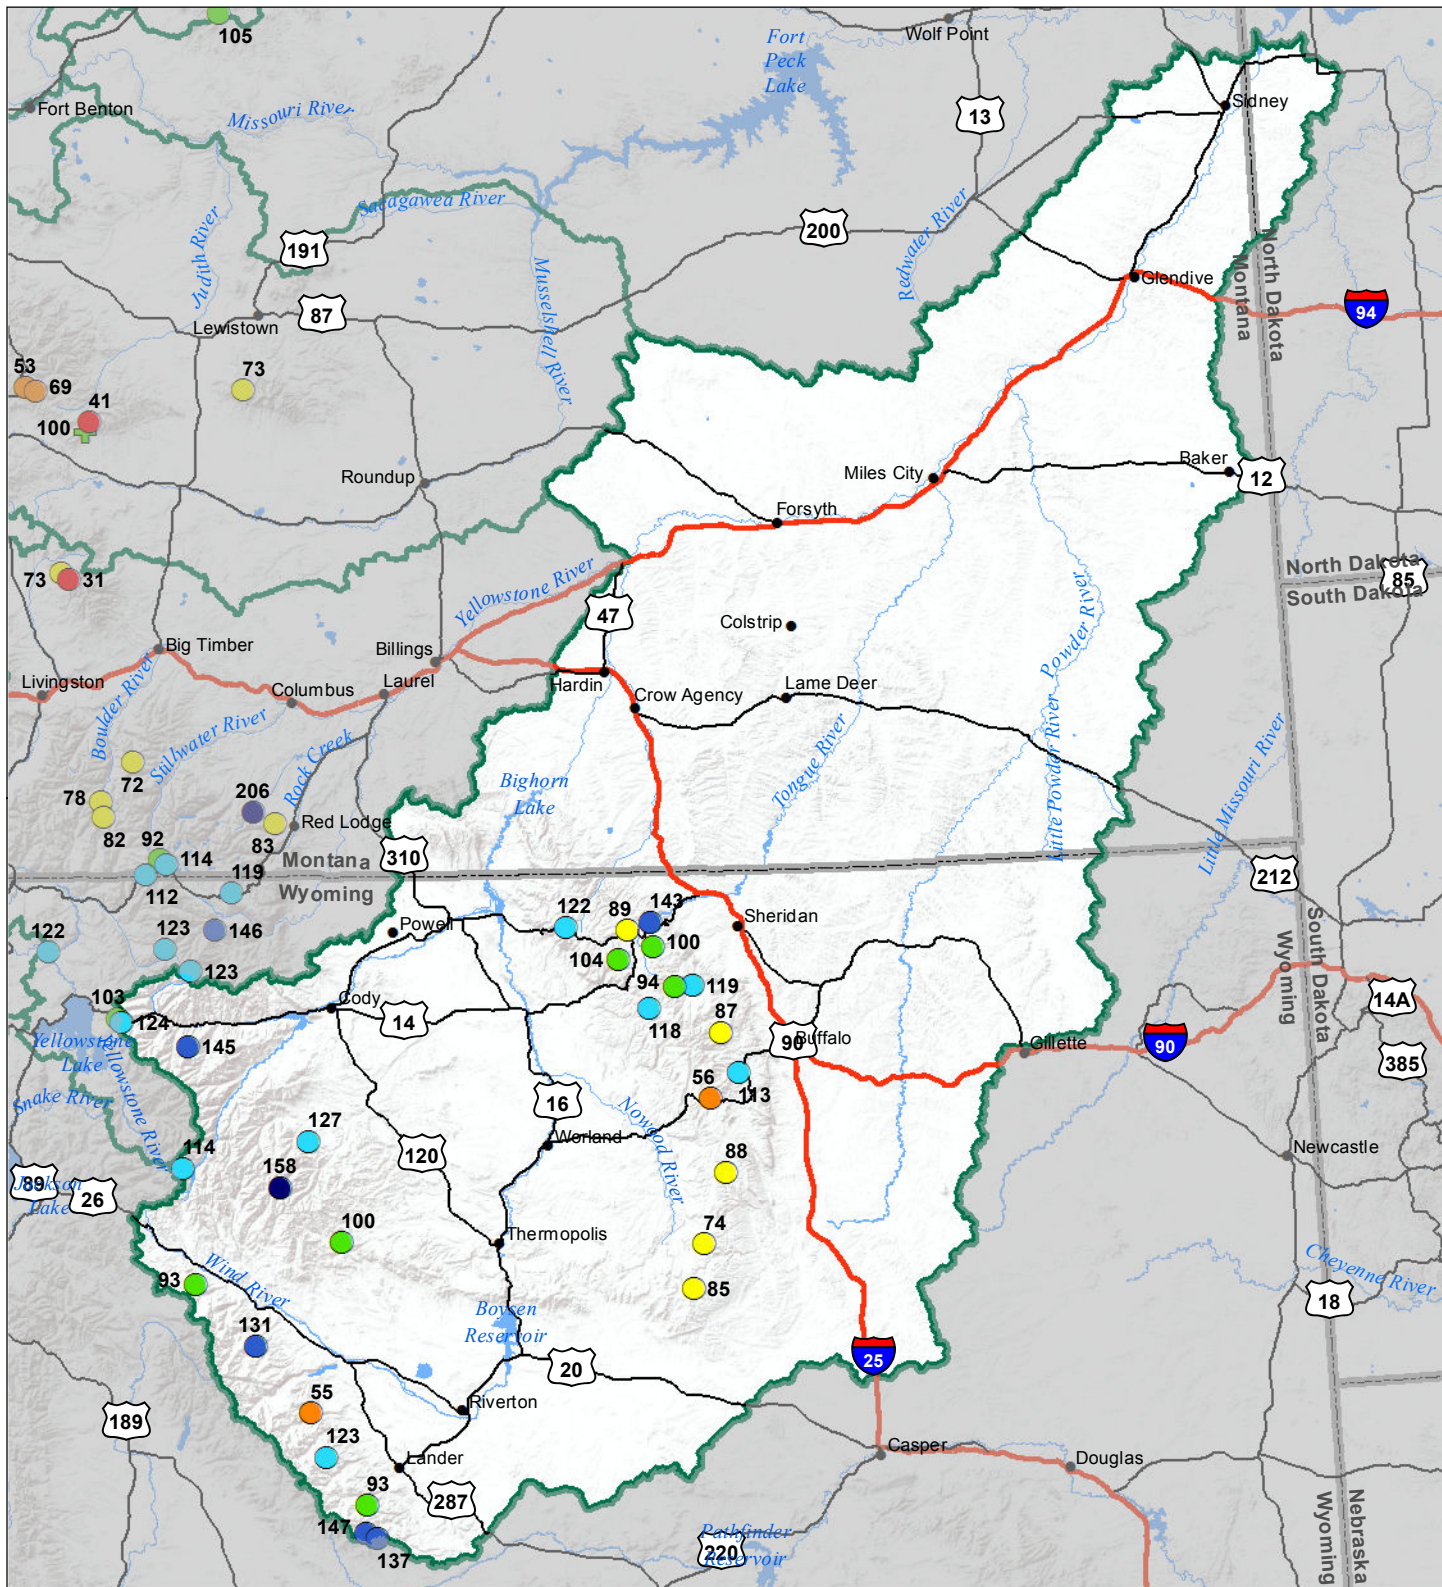 105
Wolf Point
Fort
Peck
Lake
Fort Benton
Missouri River
13
Sidney
Sacagawea River
Judith River
191
200
Redwater River
Musselshell River
North Dakota
Montana
Glendive
87
Lewistown
94
53
69
73
41
100
Roundup
Miles City
Baker
12
Forsyth
73
31
Yellowstone River
North Dakota
South Dakota
85
47
Colstrip
Powder River
Big Timber
Billings
Livingston
Columbus
Laurel
Hardin
Crow Agency
Lame Deer
Boulder River
Stillwater River
Rock Creek
Bighorn
Lake
Tongue River
Little Powder River
Little Missouri River
72
78
82
206
83
Red Lodge
92
114
112
119
Montana
Wyoming
310
212
122
123
146
123
Powell
122
89
143
100
104
Sheridan
94
119
118
87
South Dakota
Wyoming
103
124
Cody
14
145
Yellowstone
Lake
Yellowstone River
Snake River
90
Buffalo
Gillette
90
14A
385
56
113
16
Nowood River
Worland
127
114
158
120
88
Newcastle
89
Jackson
Lake
26
100
Thermopolis
74
85
93
Wind River
Cheyenne River
18
Boysen
Reservoir
131
20
25
55
Riverton
189
123
Lander
Casper
Douglas
93
287
147
137
Pathfinder
Reservoir
220
Nebraska
Wyoming